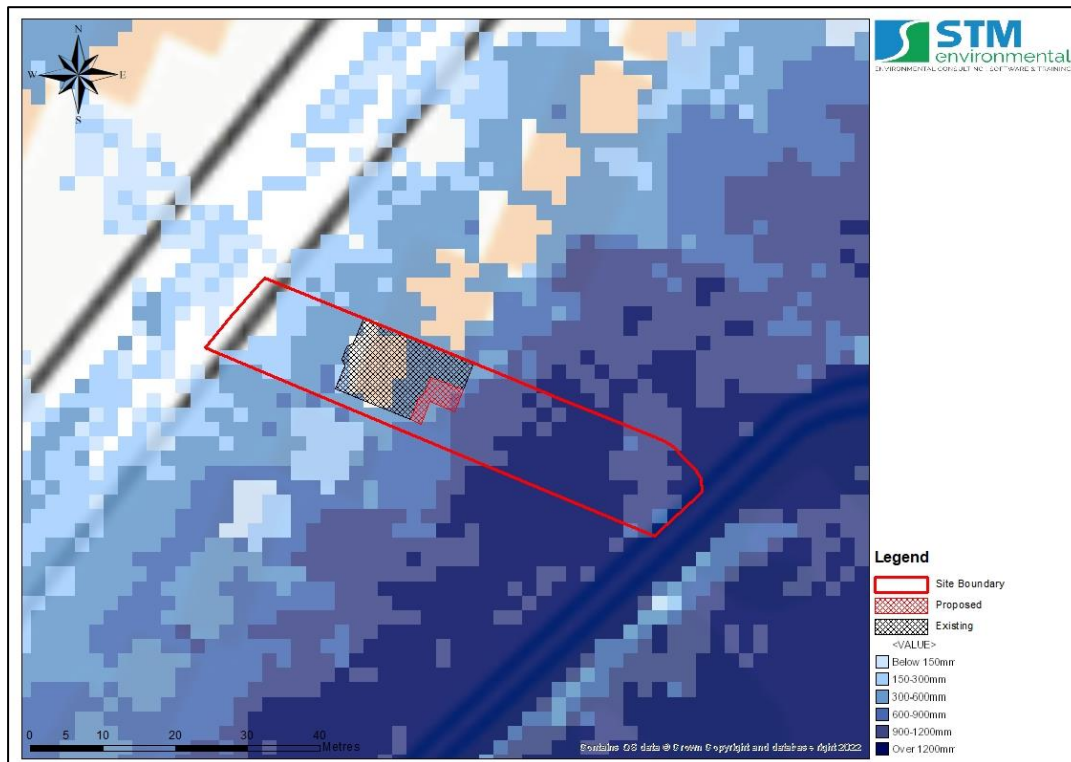 N
W E
S
STM
environmental
ENVIRONMENTAL CONSULTING, SOFTWARE & TRAINING
Legend
Site Boundary
Proposed
Existing
<VALUE>
Below 150mm
150-300mm
300-600mm
600-900mm
900-1200mm
Over 1200mm
0 5 10 20 30 40
Metres
Contains OS data © Crown Copyright and database right 2022